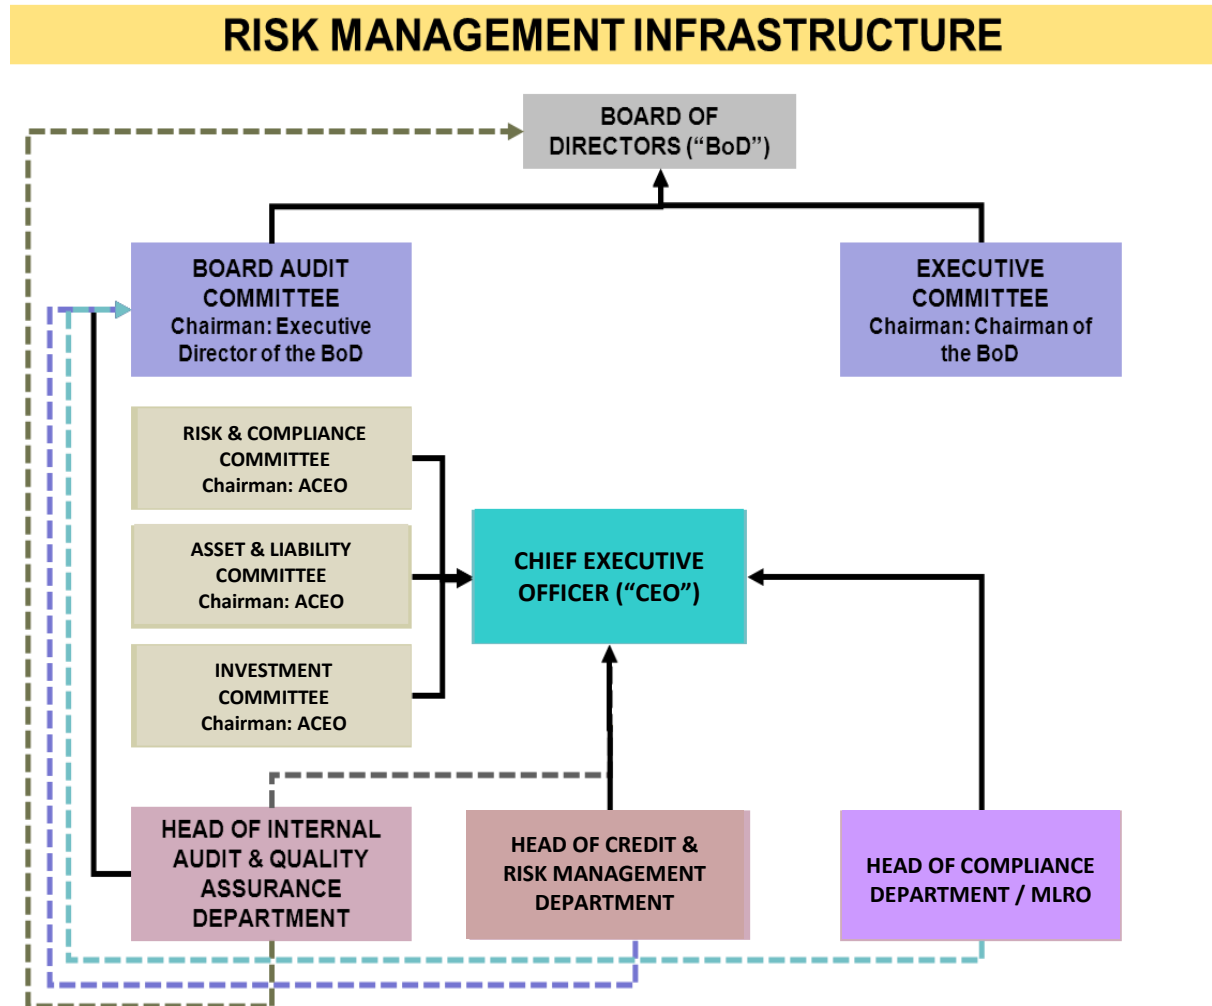 RISK MANAGEMENT INFRASTRUCTURE
BOARD OF
DIRECTORS (“BoD”)
BOARD AUDIT
COMMITTEE
Chairman: Executive
Director of the BoD
EXECUTIVE
COMMITTEE
Chairman: Chairman of
the BoD
RISK & COMPLIANCE
COMMITTEE
Chairman: ACEO
ASSET & LIABILITY
COMMITTEE
Chairman: ACEO
CHIEF EXECUTIVE
OFFICER (“CEO”)
INVESTMENT
COMMITTEE
Chairman: ACEO
HEAD OF INTERNAL
AUDIT & QUALITY
ASSURANCE
DEPARTMENT
HEAD OF CREDIT &
RISK MANAGEMENT
DEPARTMENT
HEAD OF COMPLIANCE
DEPARTMENT / MLRO